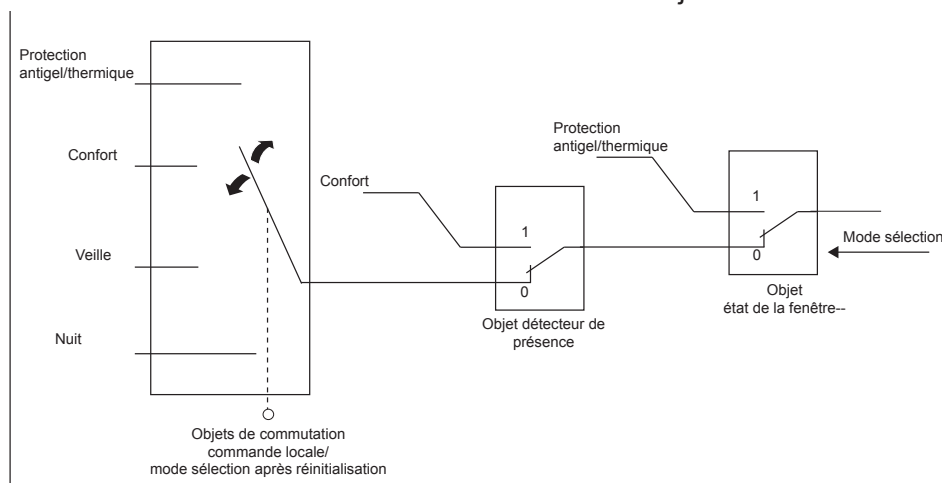 Protection
antigel/thermique
Confort
Veille
Nuit
Objets de commutation
commande locale/
mode sélection après réinitialisation
Confort
1
0
Objet détecteur de
présence
Protection
antigel/thermique
1
0
Mode sélection
Objet
état de la fenêtre--